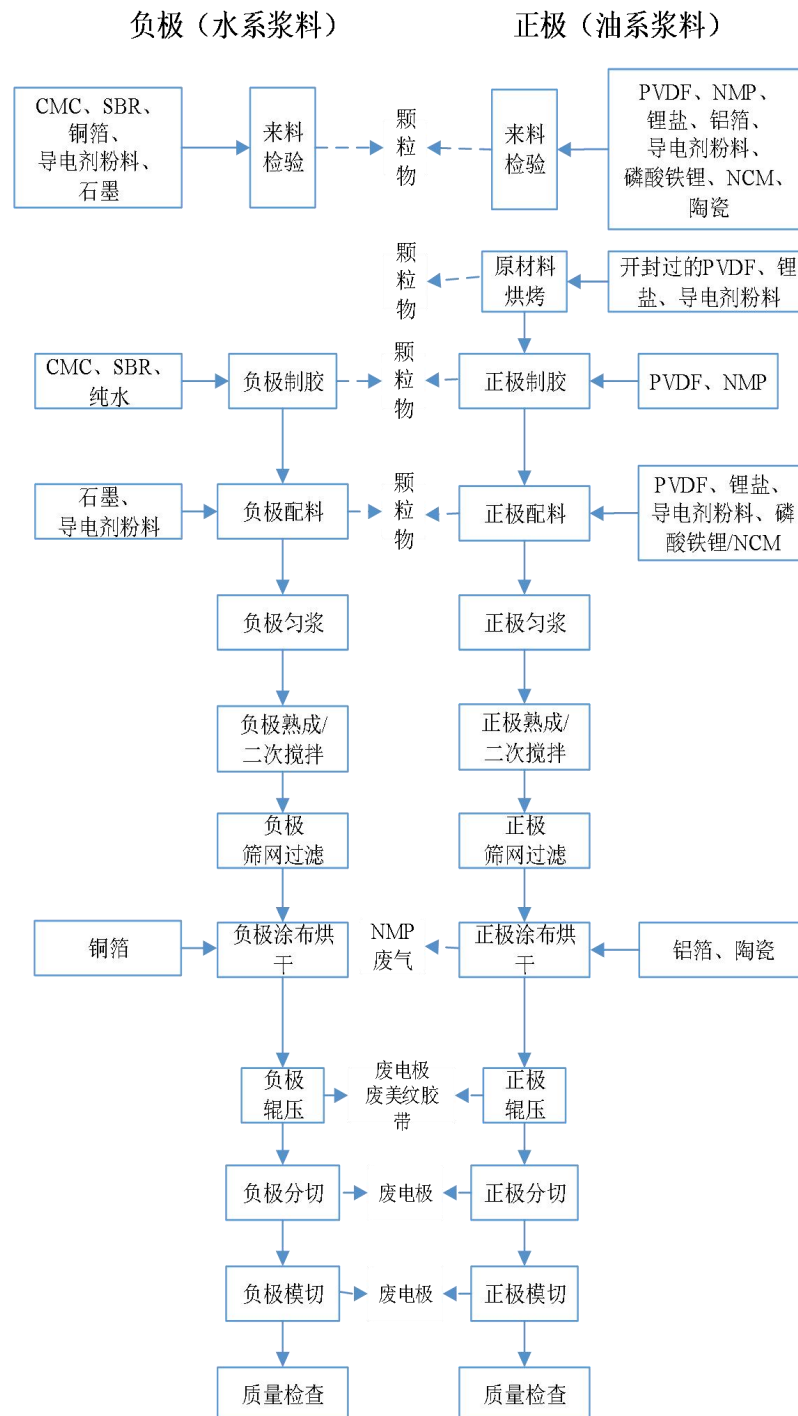 负极（水系浆料）
正极（油系浆料）
CMC、SBR、
铜箔、
导电剂粉料、
石墨
来料
检验
颗
粒
物
来料
检验
PVDF、NMP、
锂盐、铝箔、
导电剂粉料、
磷酸铁锂、NCM、
陶瓷
颗
粒
物
原材料
烘烤
开封过的PVDF、锂
盐、导电剂粉料
CMC、SBR、
纯水
负极制胶
颗
粒
物
正极制胶
PVDF、NMP
石墨、
导电剂粉料
负极配料
颗
粒
物
正极配料
PVDF、锂盐、
导电剂粉料、磷
酸铁锂/NCM
负极匀浆
正极匀浆
负极熟成/
二次搅拌
正极熟成/
二次搅拌
负极
筛网过滤
正极
筛网过滤
铜箔
负极涂布烘
干
NMP
废气
正极涂布烘
干
铝箔、陶瓷
负极
辊压
废电极
废美纹胶
带
正极
辊压
负极分切
废电极
正极分切
负极模切
废电极
正极模切
质量检查
质量检查